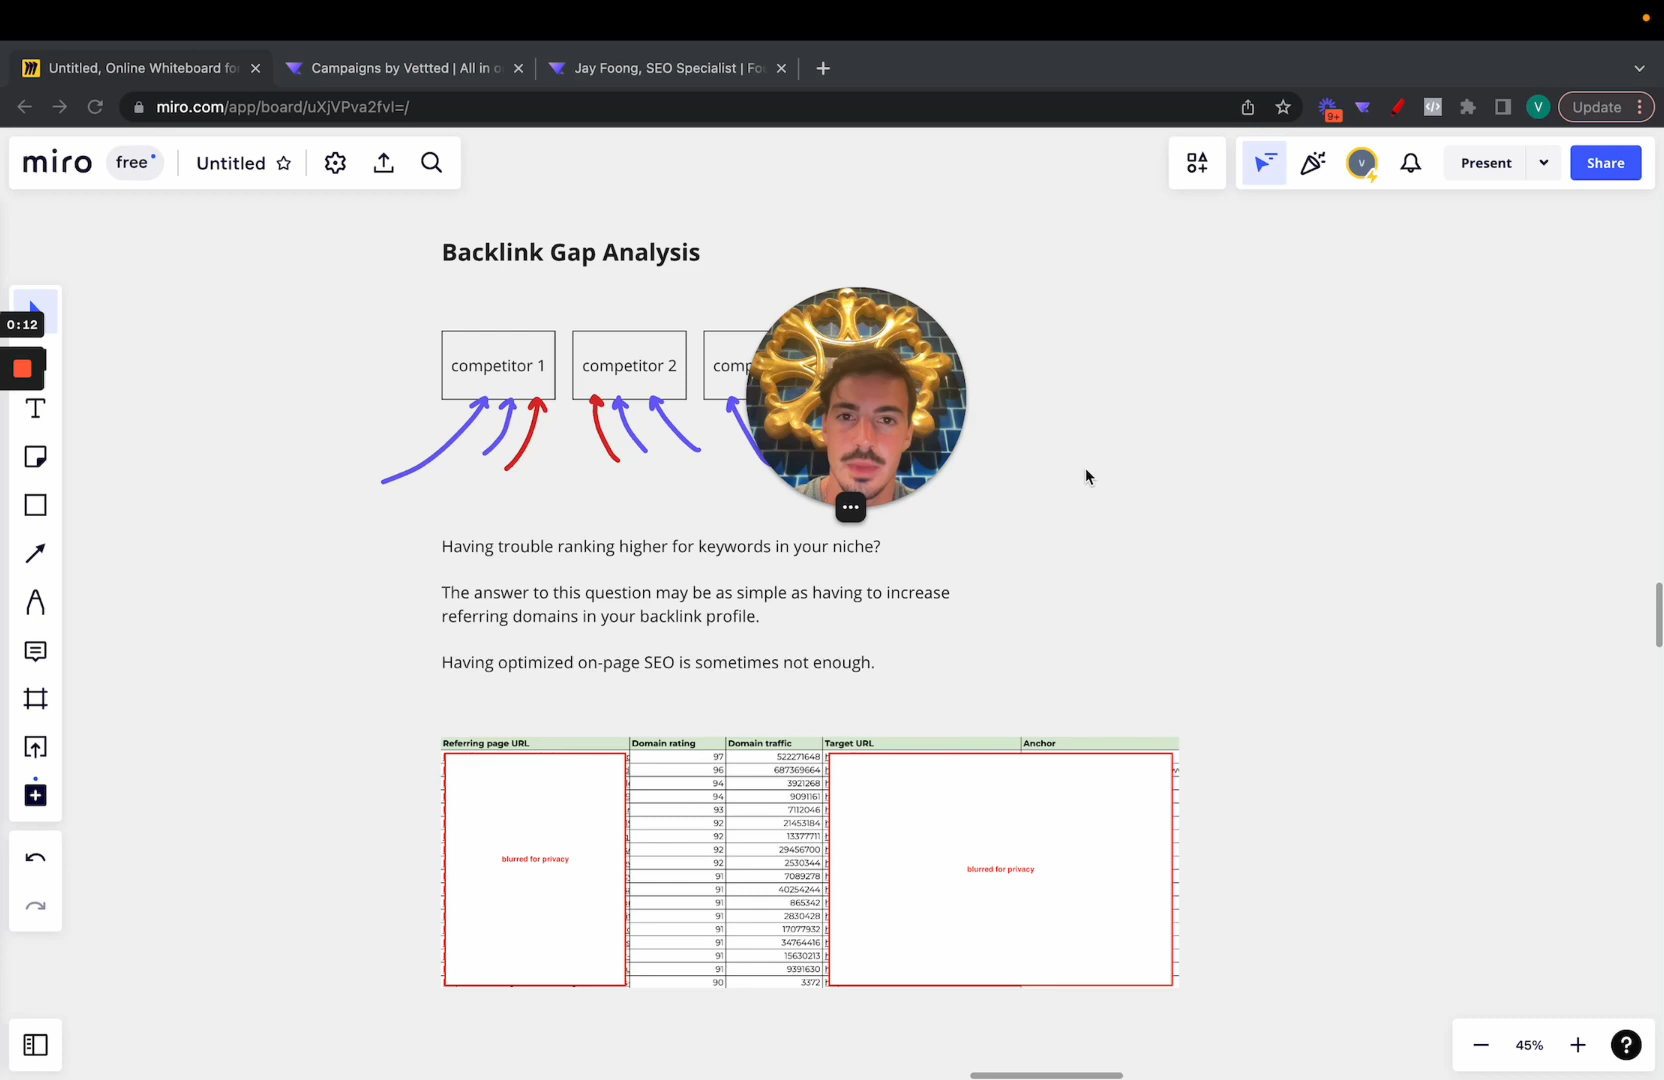 Untitled, Online Whiteboard fo
Campaigns by Vettted | All in o
Jay Foong, SEO Specialist | Fo
miro.com/app/board/uXjVPva2fvI=/
9+
V
Update
miro
free
Untitled
V
Present
Share
Backlink Gap Analysis
0:12
competitor 1
competitor 2
comp
Having trouble ranking higher for keywords in your niche?
The answer to this question may be as simple as having to increase
referring domains in your backlink profile.
Having optimized on-page SEO is sometimes not enough.
Referring page URL Domain rating Domain traffic Target URL Anchor
97 522271648
96 687369664
94 3921268
94 9091161
93 7112046
92 21453184
92 13377711
92 29456700
92 2530344
91 7089278
91 40254244
91 865342
91 2830428
91 17077932
91 34764416
91 15630213
91 9391630
90 3372
blurred for privacy
blurred for privacy
45%